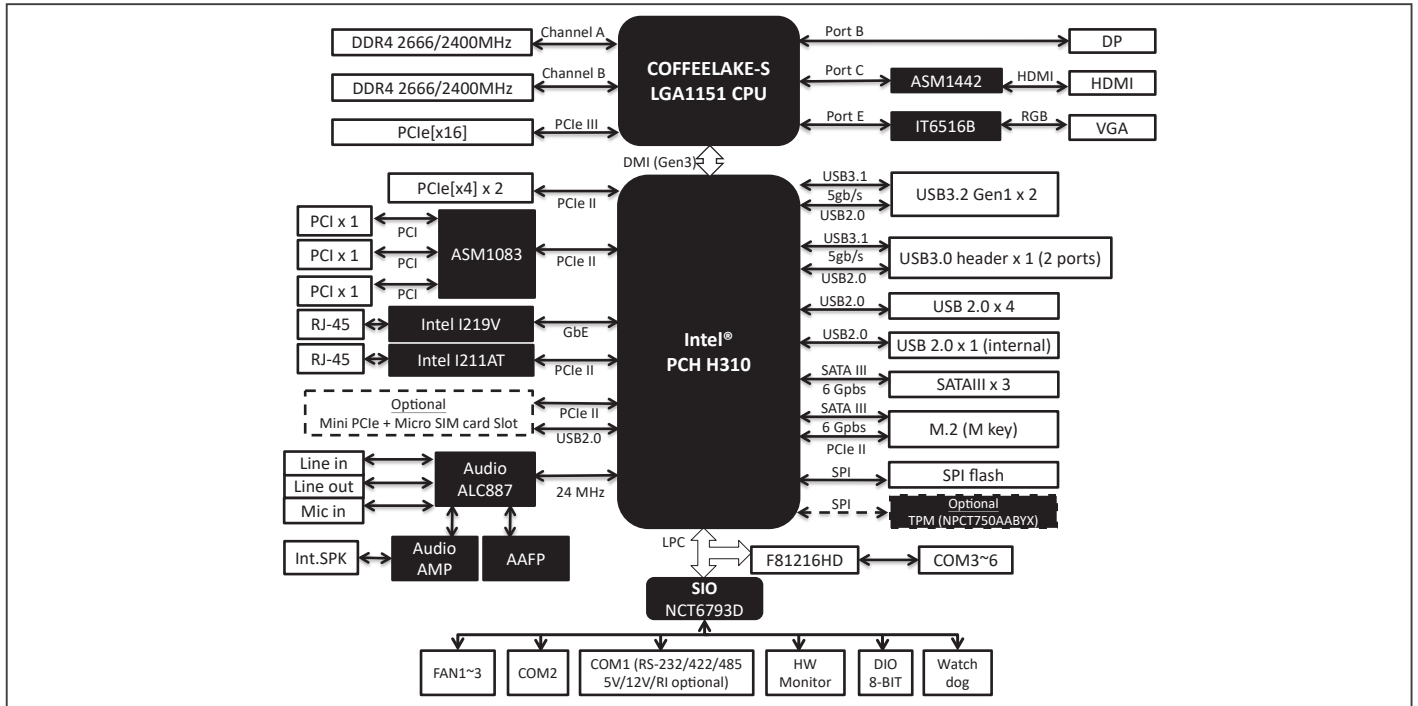 DDR4 2666/2400MHz
Channel A
COFFEELAKE-S
LGA1151 CPU
Port B
DP
DDR4 2666/2400MHz
Channel B
Port C
ASM1442
HDMI
HDMI
PCIe[x16]
PCIe III
Port E
IT6516B
RGB
VGA
DMI (Gen3)
PCIe[x4] x 2
PCIe II
PCI x 1
PCI
PCI x 1
PCI
PCI x 1
PCI
ASM1083
PCIe II
RJ-45
Intel I219V
GbE
RJ-45
Intel I211AT
PCIe II
Optional
Mini PCIe + Micro SIM card Slot
PCIe II
USB2.0
Line in
Line out
Mic in
Audio
ALC887
24 MHz
Int.SPK
Audio
AMP
AAFP
Intel®
PCH H310
USB3.1
5gb/s
USB2.0
USB3.2 Gen1 x 2
USB3.1
5gb/s
USB2.0
USB3.0 header x 1 (2 ports)
USB2.0
USB 2.0 x 4
USB2.0
USB 2.0 x 1 (internal)
SATA III
6 Gpbs
SATAIII x 3
SATA III
6 Gpbs
PCIe II
M.2 (M key)
SPI
SPI flash
SPI
Optional
TPM (NPCT750AABYX)
LPC
F81216HD
COM3~6
SIO
NCT6793D
FAN1~3
COM2
COM1 (RS-232/422/485
5V/12V/RI optional)
HW
Monitor
DIO
8-BIT
Watch
dog